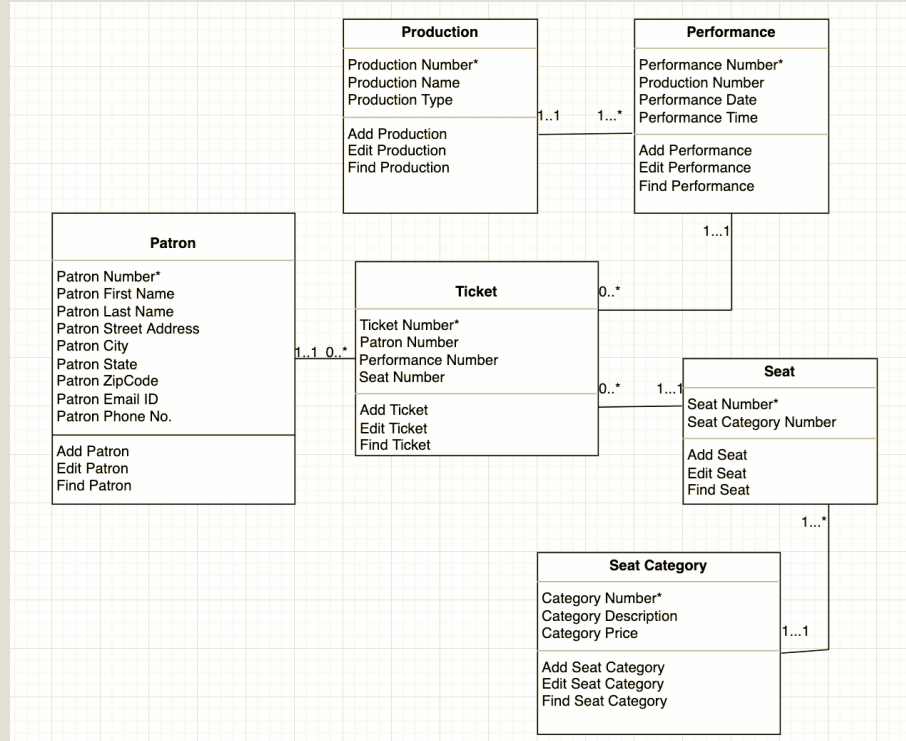 Production
Production Number*
Production Name
Production Type
Add Production
Edit Production
Find Production
1..1
1...*
Performance
Performance Number*
Production Number
Performance Date
Performance Time
Add Performance
Edit Performance
Find Performance
1...1
0..*
Patron
Patron Number*
Patron First Name
Patron Last Name
Patron Street Address
Patron City
Patron State
Patron ZipCode
Patron Email ID
Patron Phone No.
Add Patron
Edit Patron
Find Patron
1..1 0..*
Ticket
Ticket Number*
Patron Number
Performance Number
Seat Number
Add Ticket
Edit Ticket
Find Ticket
0..*
1...1
Seat
Seat Number*
Seat Category Number
Add Seat
Edit Seat
Find Seat
1...*
Seat Category
Category Number*
Category Description
Category Price
Add Seat Category
Edit Seat Category
Find Seat Category
1...1